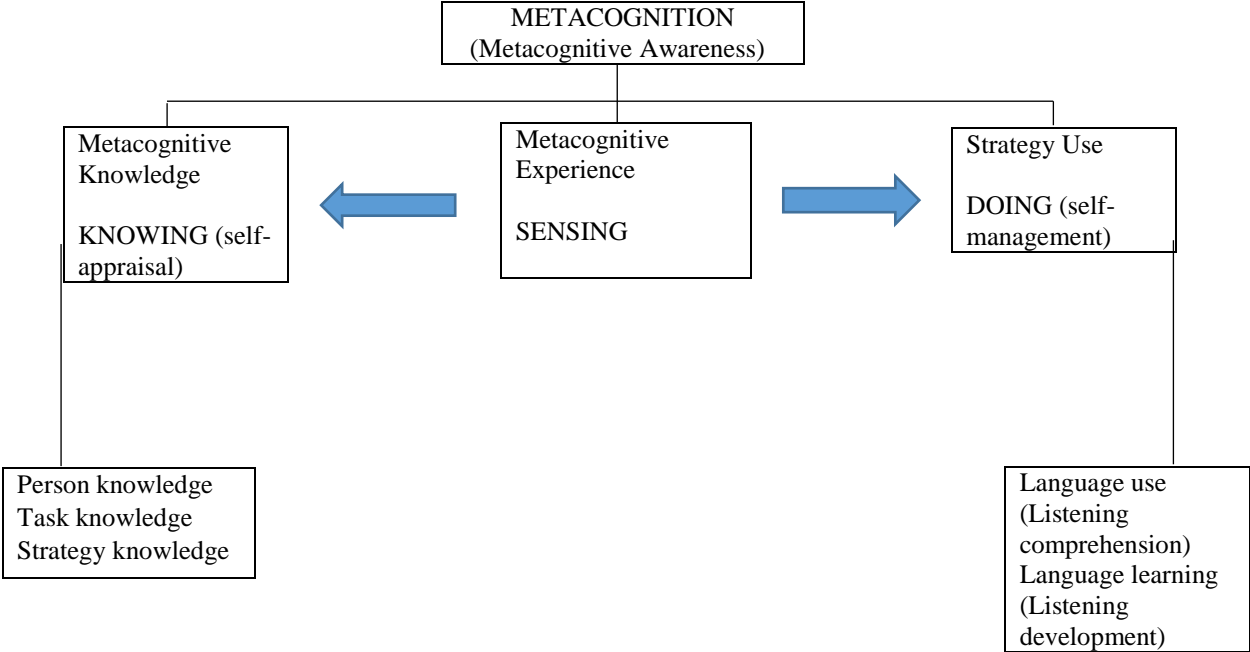 METACOGNITION
(Metacognitive Awareness)
Metacognitive
Knowledge
KNOWING (self-
appraisal)
Metacognitive
Experience
SENSING
Strategy Use
DOING (self-
management)
Person knowledge
Task knowledge
Strategy knowledge
Language use
(Listening
comprehension)
Language learning
(Listening
development)